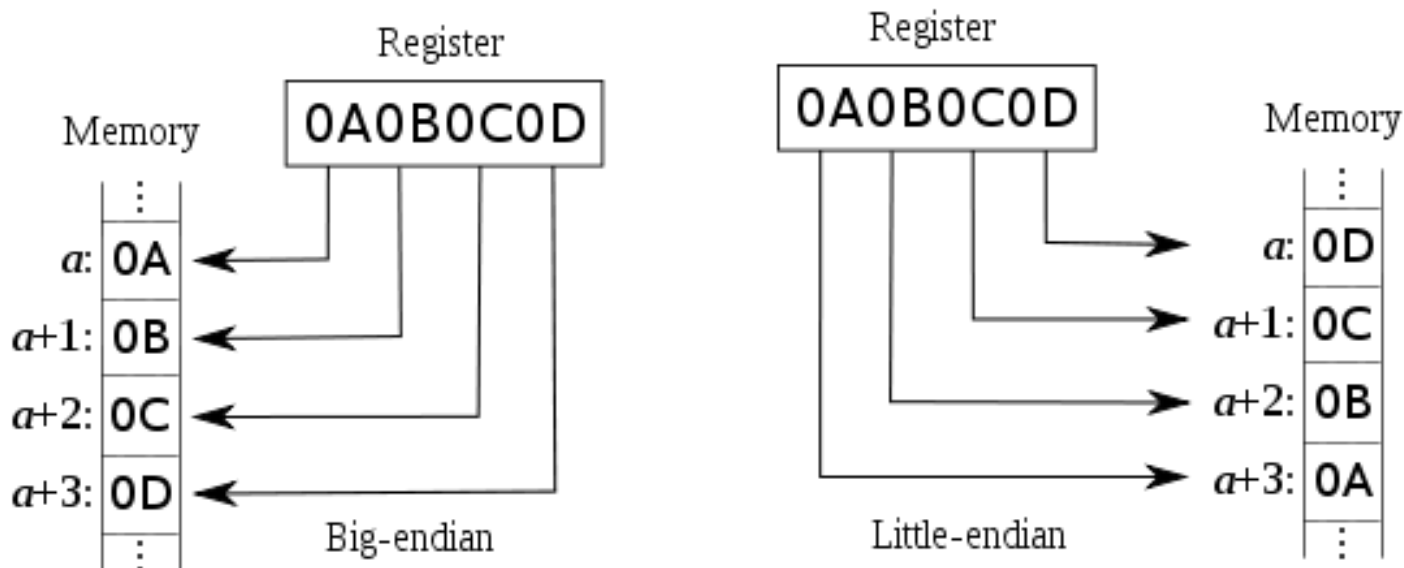 Register
0A0B0C0D
Memory
⋮
a: 0A
a+1: 0B
a+2: 0C
a+3: 0D
⋮
Big-endian
Register
0A0B0C0D
Memory
⋮
a: 0D
a+1: 0C
a+2: 0B
a+3: 0A
⋮
Little-endian